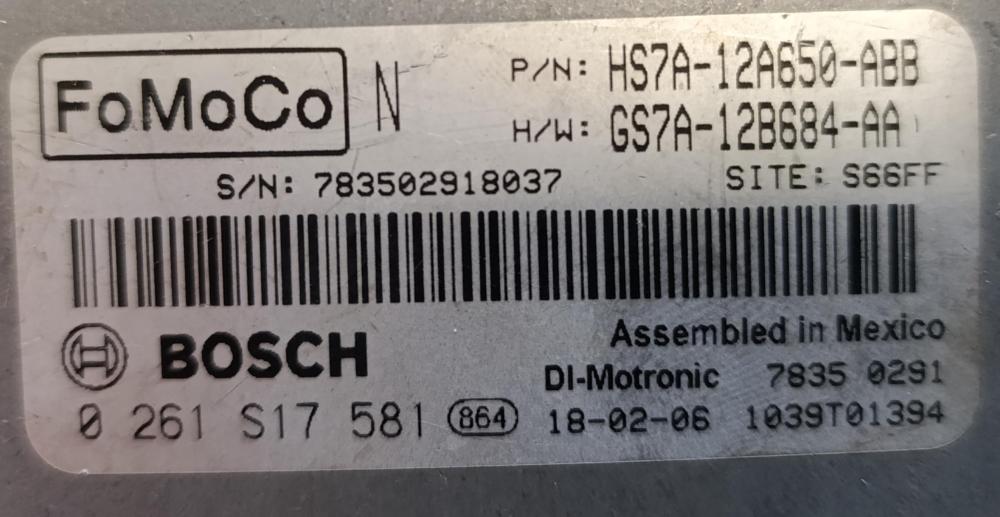 FoMoCo N P/N: HS7A-12A650-ABB
H/W: GS7A-12B684-AA
S/N: 783502918037 SITE: S66FF
BOSCH Assembled in Mexico
DI-Motronic 7835 0291
0 261 S17 581 864 18-02-06 1039T01394